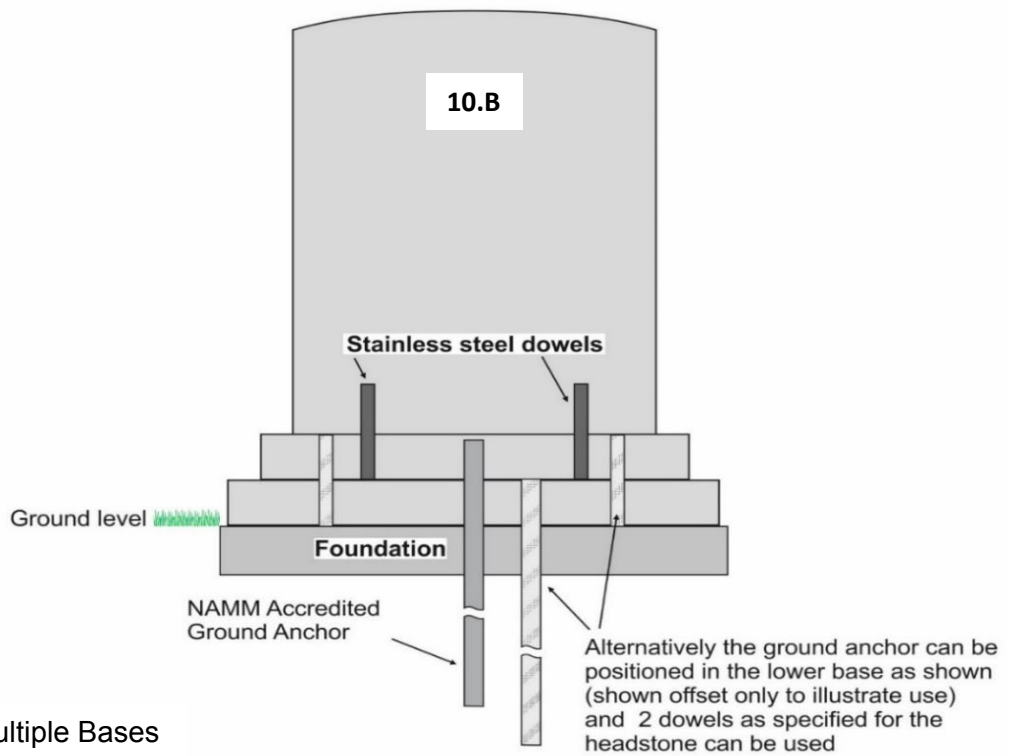 10.B
Stainless steel dowels
Ground level
Foundation
NAMM Accredited
Ground Anchor
Alternatively the ground anchor can be
positioned in the lower base as shown
(shown offset only to illustrate use)
and 2 dowels as specified for the
headstone can be used
ultiple Bases